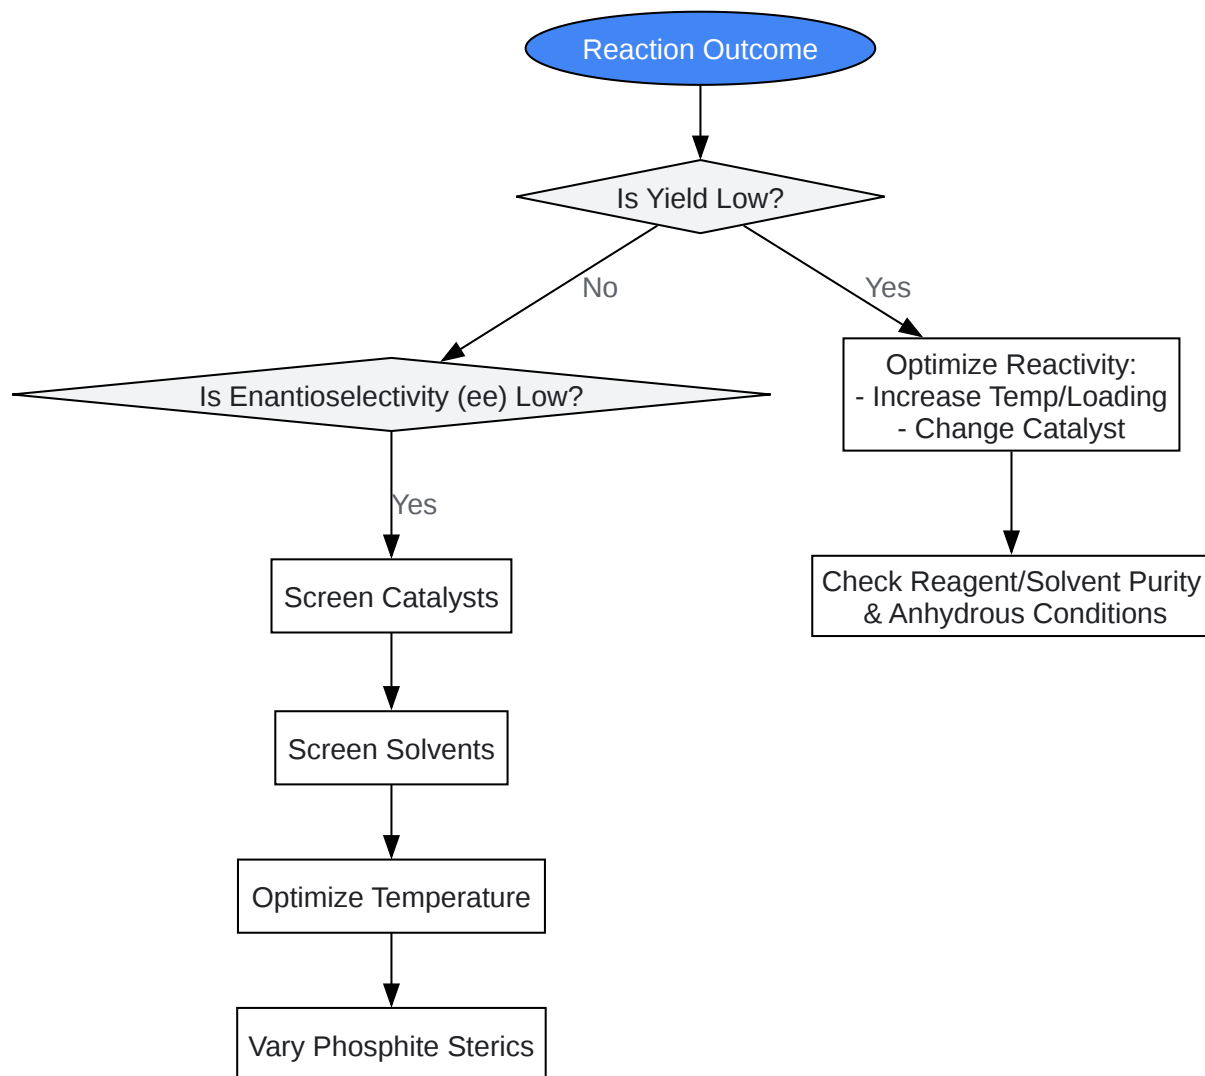 Reaction Outcome
Is Yield Low?
No
Yes
Is Enantioselectivity (ee) Low?
Optimize Reactivity:
- Increase Temp/Loading
- Change Catalyst
Yes
Screen Catalysts
Check Reagent/Solvent Purity
& Anhydrous Conditions
Screen Solvents
Optimize Temperature
Vary Phosphite Sterics